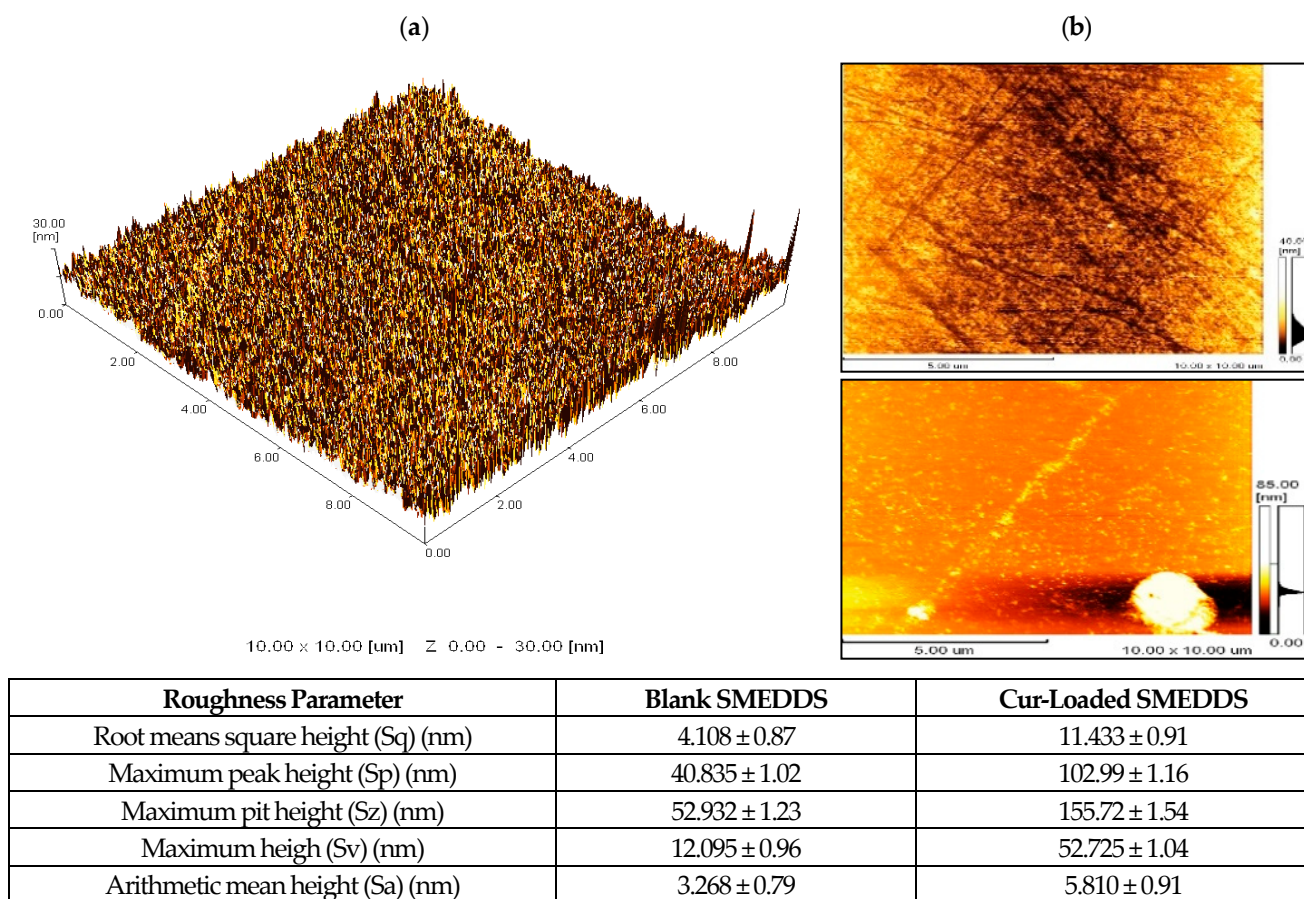 (a)
(b)
30.00
[nm]
0.00
2.00
4.00
6.00
8.00
0.00
2.00
4.00
6.00
8.00
10.00 x 10.00 [um] Z 0.00 - 30.00 [nm]
40.00
[nm]
0.00
5.00 um 10.00 x 10.00 um
85.00
[nm]
0.00
5.00 um 10.00 x 10.00 um
Roughness Parameter Blank SMEDDS Cur-Loaded SMEDDS
Root means square height (Sq) (nm) 4.108 ± 0.87 11.433 ± 0.91
Maximum peak height (Sp) (nm) 40.835 ± 1.02 102.99 ± 1.16
Maximum pit height (Sz) (nm) 52.932 ± 1.23 155.72 ± 1.54
Maximum heigh (Sv) (nm) 12.095 ± 0.96 52.725 ± 1.04
Arithmetic mean height (Sa) (nm) 3.268 ± 0.79 5.810 ± 0.91